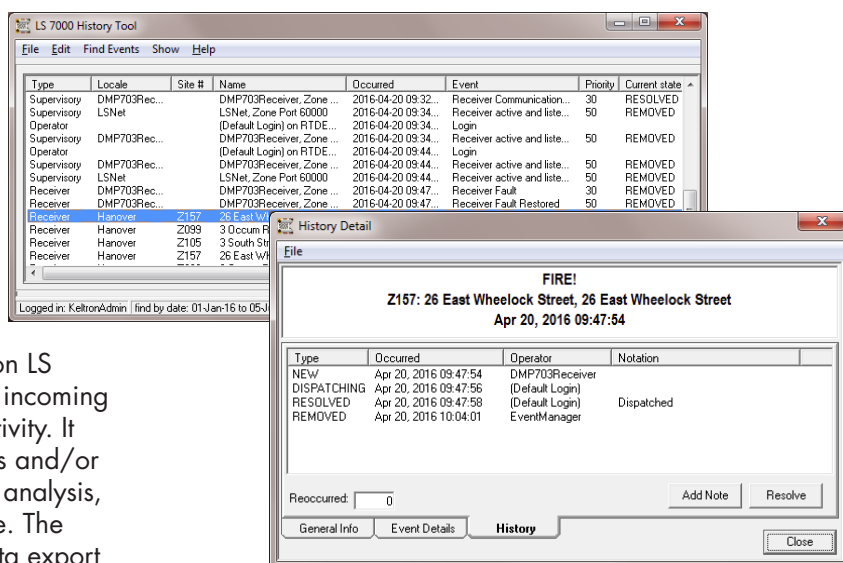 LS 7000 History Tool
File Edit Find Events Show Help
Type Locale Site # Name Occurred Event Priority Current state
Supervisory DMP703Rec... DMP703Receiver, Zone ... 2016-04-20 09:32... Receiver Communication... 30 RESOLVED
Supervisory LSNet LSNet, Zone Port 60000 2016-04-20 09:34... Receiver active and liste... 50 REMOVED
Operator (Default Login) on RTDE... 2016-04-20 09:34... Login
Supervisory DMP703Rec... DMP703Receiver, Zone ... 2016-04-20 09:34... Receiver active and liste... 50 REMOVED
Operator (Default Login) on RTDE... 2016-04-20 09:44... Login
Supervisory DMP703Rec... DMP703Receiver, Zone ... 2016-04-20 09:44... Receiver active and liste... 50 REMOVED
Supervisory LSNet LSNet, Zone Port 60000 2016-04-20 09:44... Receiver active and liste... 50 REMOVED
Receiver DMP703Rec... DMP703Receiver, Zone ... 2016-04-20 09:47... Receiver Fault 30 REMOVED
Receiver DMP703Rec... DMP703Receiver, Zone ... 2016-04-20 09:47... Receiver Fault Restored 50 REMOVED
Receiver Hanover Z157 26 East Wh
Receiver Hanover Z099 3 Occum R
Receiver Hanover Z105 3 South Str
Receiver Hanover Z157 26 East Wh
Logged in: KeltronAdmin find by date: 01-Jan-16 to 05-J
History Detail
File
FIRE!
Z157: 26 East Wheelock Street, 26 East Wheelock Street
Apr 20, 2016 09:47:54
Type Occurred Operator Notation
NEW Apr 20, 2016 09:47:54 DMP703Receiver
DISPATCHING Apr 20, 2016 09:47:56 (Default Login)
RESOLVED Apr 20, 2016 09:47:58 (Default Login) Dispatched
REMOVED Apr 20, 2016 10:04:01 EventManager
Reoccurred: 0
Add Note Resolve
General Info Event Details History
Close
on LS
incoming
tivity. It
s and/or
analysis,
e. The
ta export